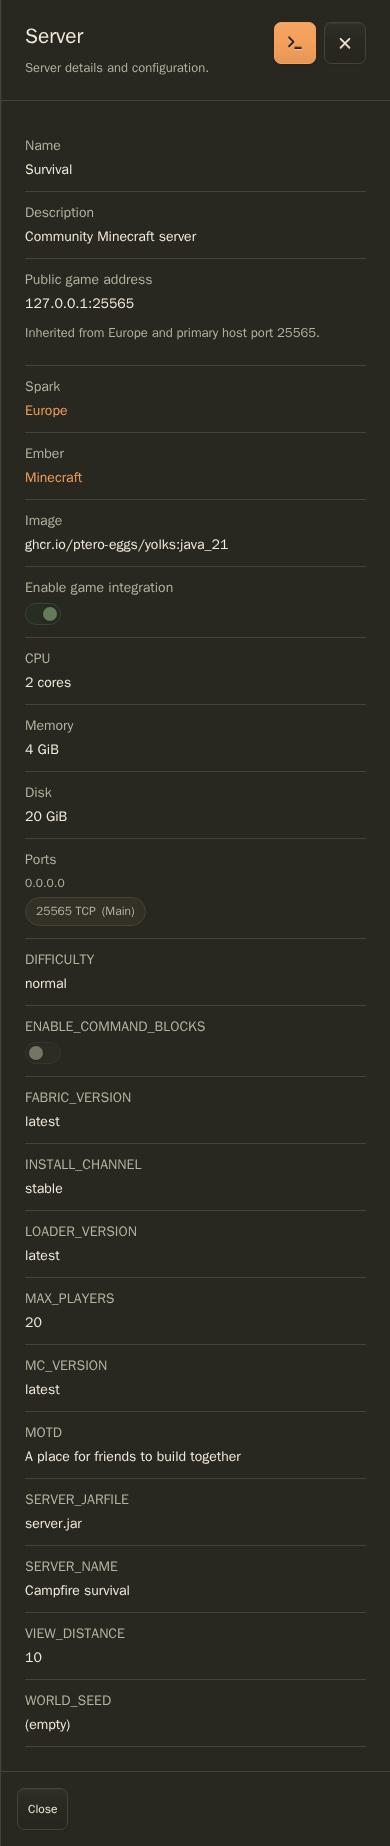 Server
Server details and configuration.
Name
Survival
Description
Community Minecraft server
Public game address
127.0.0.1:25565
Inherited from Europe and primary host port 25565.
Spark
Europe
Ember
Minecraft
Image
ghcr.io/ptero-eggs/yolks:java_21
Enable game integration
CPU
2 cores
Memory
4 GiB
Disk
20 GiB
Ports
0.0.0.0
25565 TCP (Main)
DIFFICULTY
normal
ENABLE_COMMAND_BLOCKS
FABRIC_VERSION
latest
INSTALL_CHANNEL
stable
LOADER_VERSION
latest
MAX_PLAYERS
20
MC_VERSION
latest
MOTD
A place for friends to build together
SERVER_JARFILE
server.jar
SERVER_NAME
Campfire survival
VIEW_DISTANCE
10
WORLD_SEED
(empty)
Close